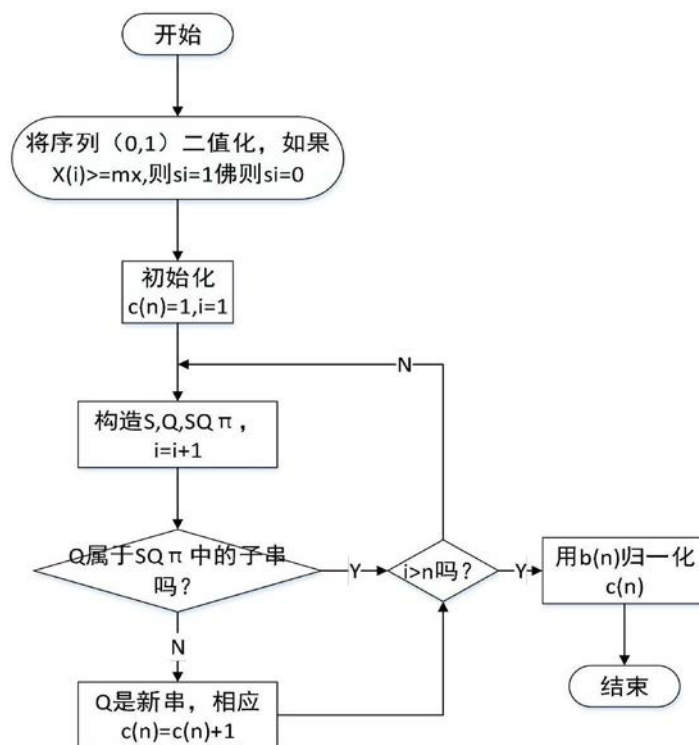 开始
将序列（0,1）二值化，如果
X(i)>=mx,则si=1佛则si=0
初始化
c(n)=1,i=1
N
构造S,Q,SQπ，
i=i+1
Q属于SQπ中的子串
吗？
Y
i>n吗？
Y
用b(n)归一化
c(n)
N
结束
Q是新串，相应
c(n)=c(n)+1